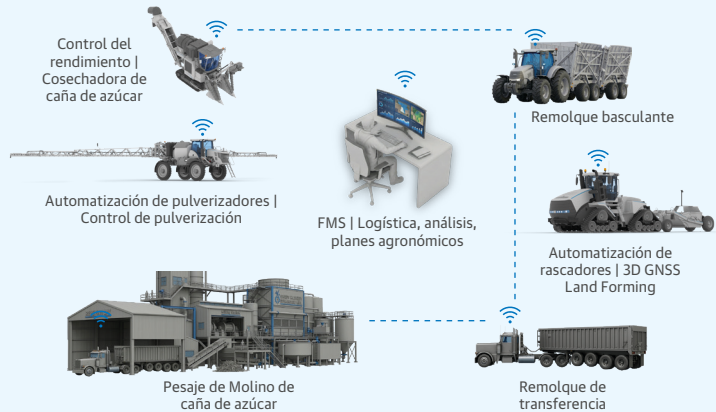 Control del
rendimiento |
Cosechadora de
caña de azúcar
Remolque basculante
Automatización de pulverizadores |
Control de pulverización
FMS | Logística, análisis,
planes agronómicos
Automatización de
rascadores | 3D GNSS
Land Forming
Pesaje de Molino de
caña de azúcar
Remolque de
transferencia